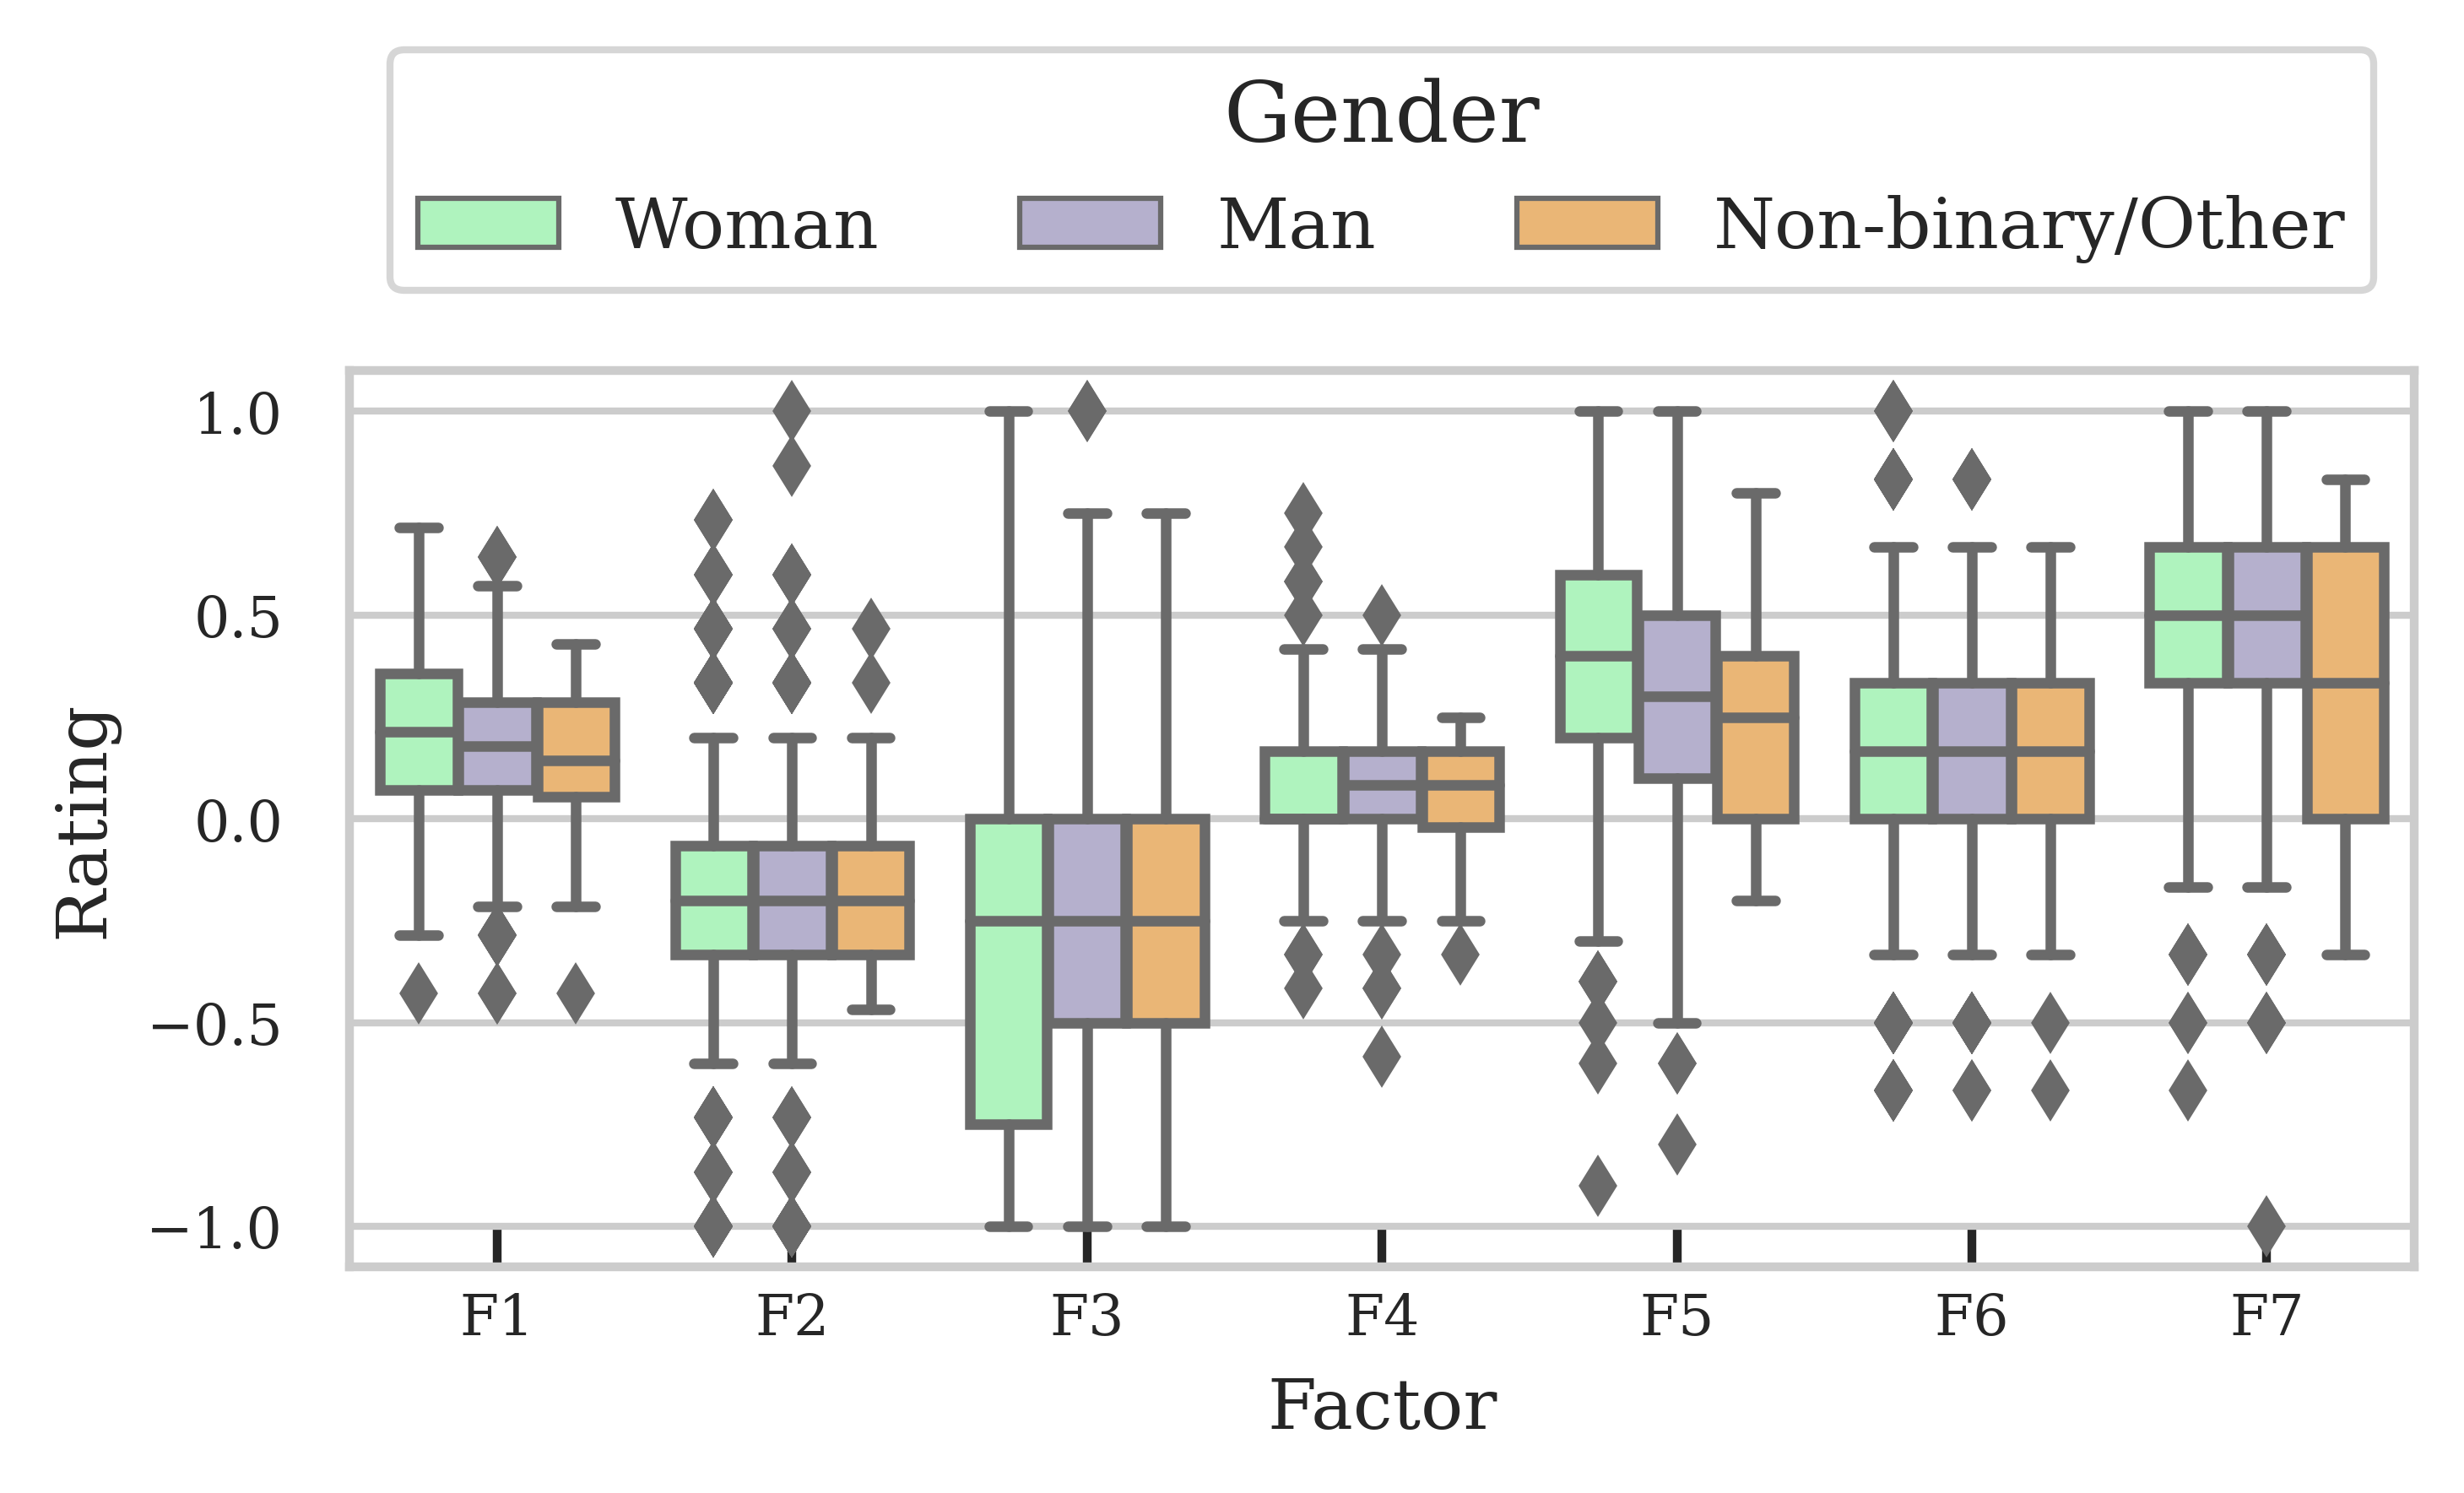 Gender
Woman Man Non-binary/Other
1.0
0.5
0.0
−0.5
−1.0
Rating
F1 F2 F3 F4 F5 F6 F7
Factor